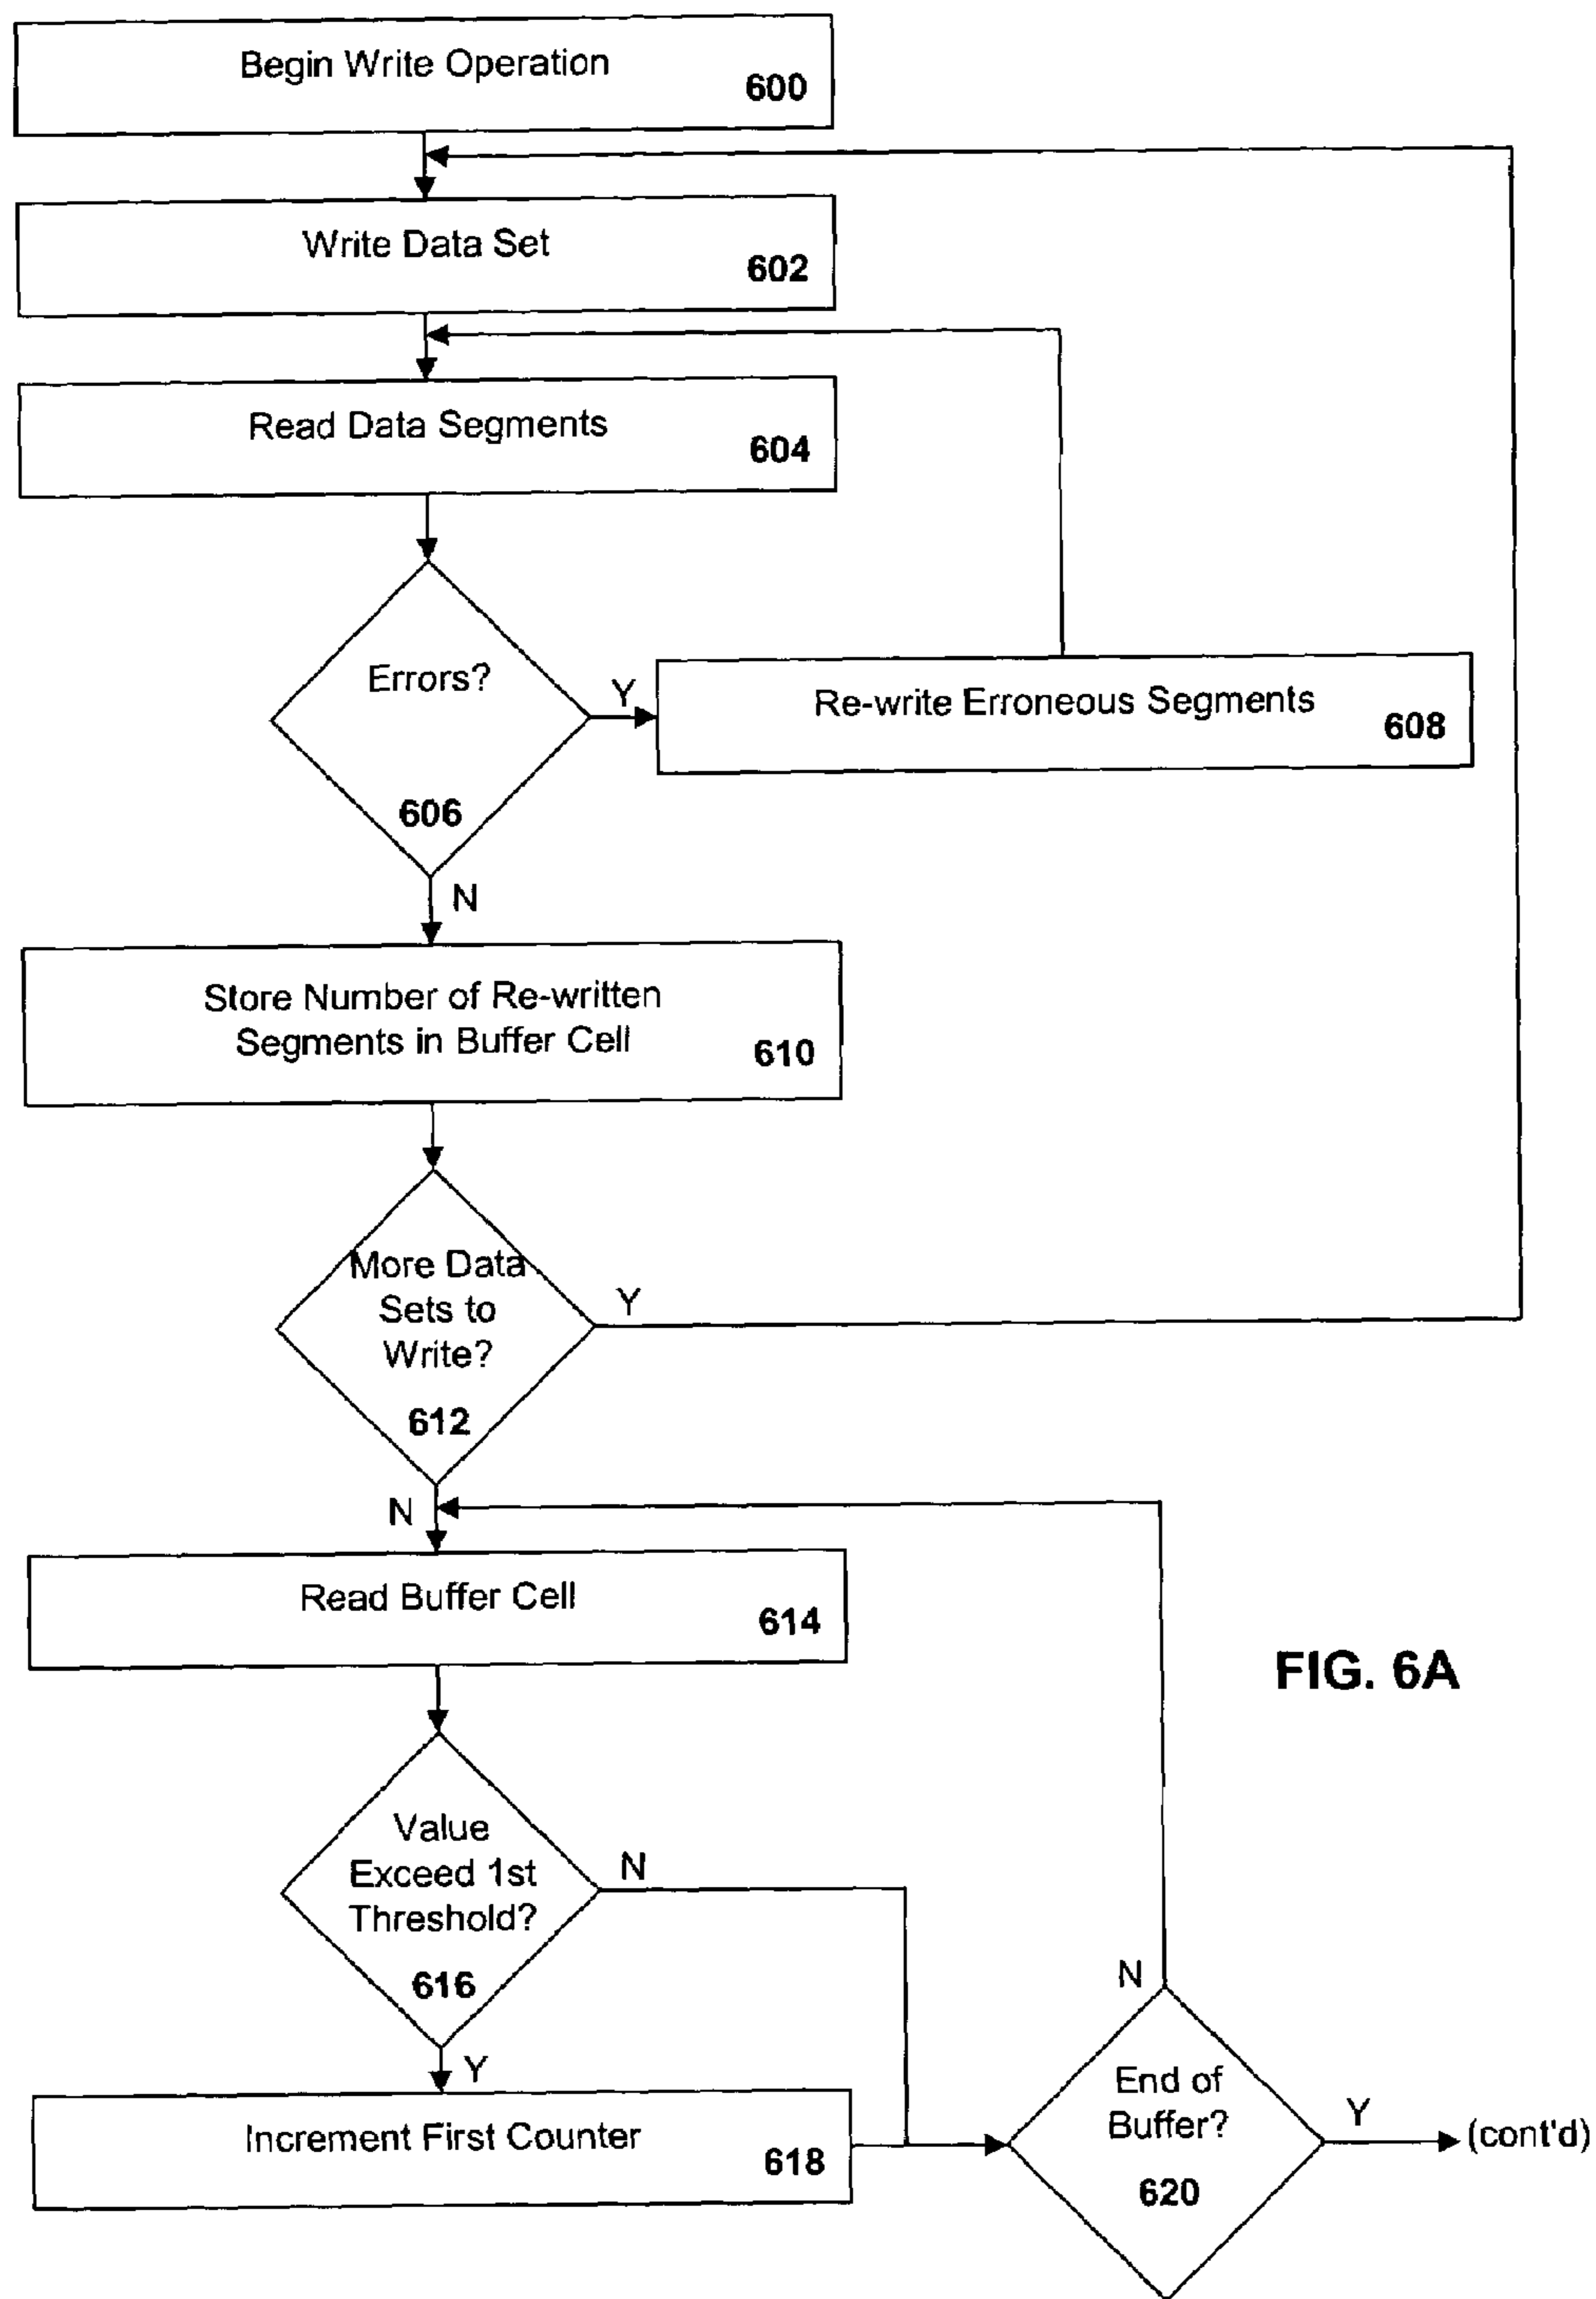 Begin Write Operation
600
Write Data Set
602
Read Data Segments
604
Errors?
Y
606
Re-write Erroneous Segments
608
N
Store Number of Re-written
Segments in Buffer Cell
610
More Data
Sets to
Write?
Y
612
N
Read Buffer Cell
614
FIG. 6A
Value
Exceed 1st
Threshold?
N
616
Y
Increment First Counter
618
N
End of
Buffer?
620
Y
(cont'd)